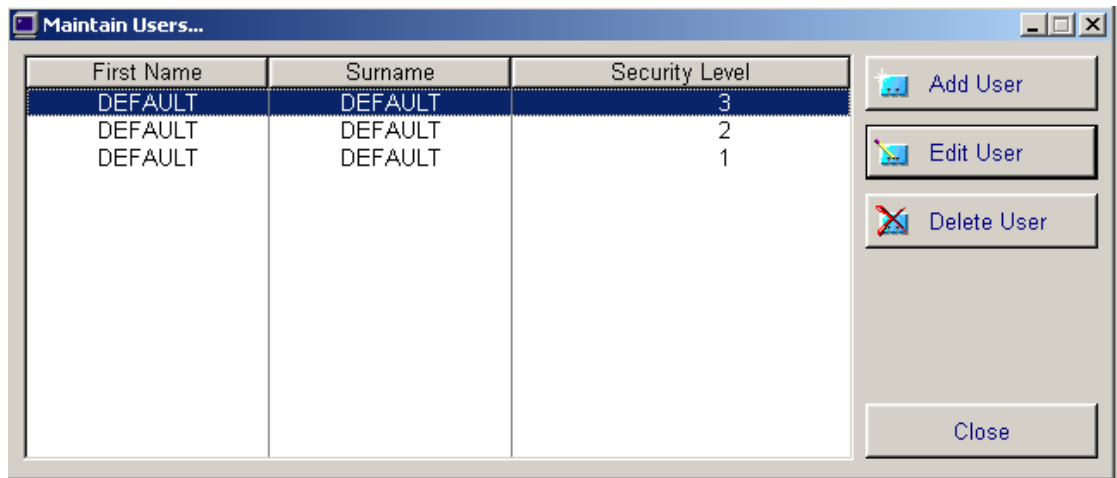 Maintain Users...
First Name Surname Security Level
DEFAULT DEFAULT 3
DEFAULT DEFAULT 2
DEFAULT DEFAULT 1
Add User
Edit User
Delete User
Close